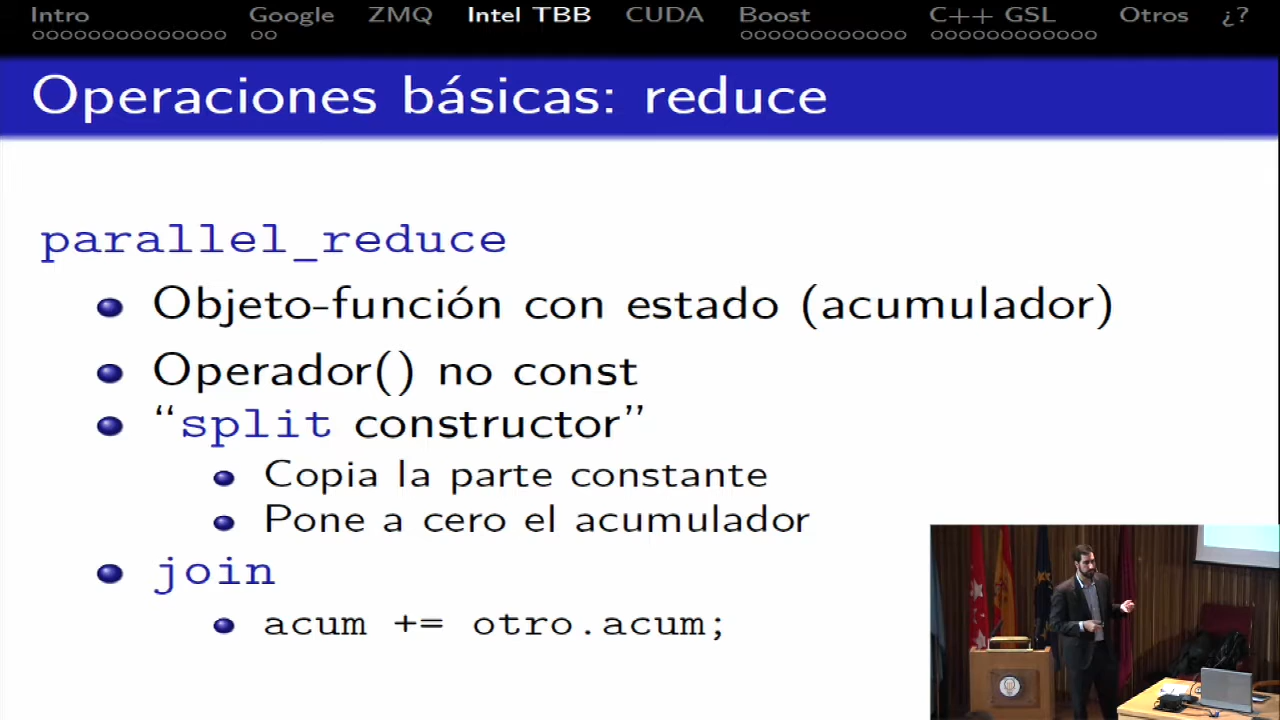 Intro Google ZMQ Intel TBB CUDA Boost C++ GSL Otros ¿?
Operaciones básicas: reduce
parallel_reduce
Objeto-función con estado (acumulador)
Operador() no const
“split constructor”
Copia la parte constante
Pone a cero el acumulador
join
acum += otro.acum;